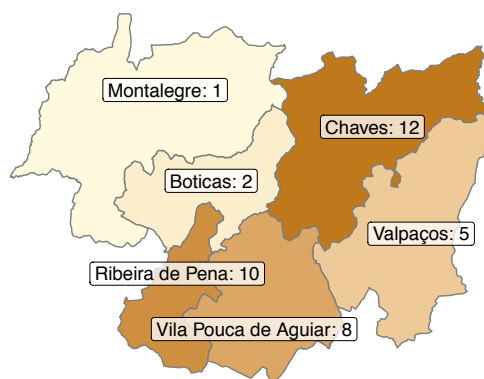 Montalegre: 1
Chaves: 12
Boticas: 2
Valpaços: 5
Ribeira de Pena: 10
Vila Pouca de Aguiar: 8